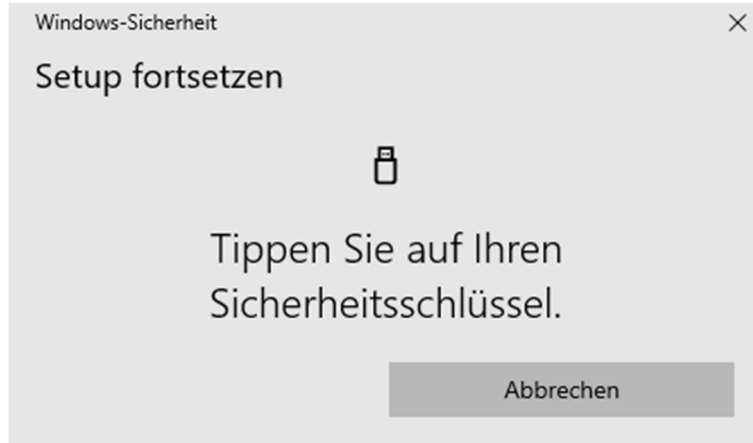 Windows-Sicherheit
Setup fortsetzen
Tippen Sie auf Ihren
Sicherheitsschlüssel.
Abbrechen